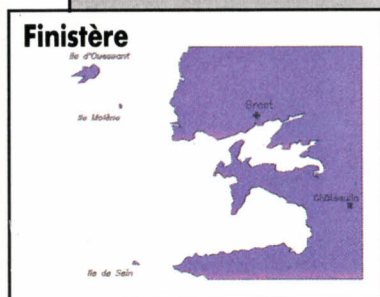 Finistère
Ile d'Ouessant
Brest
Ile Molène
Châteaulin
Ile de Sein